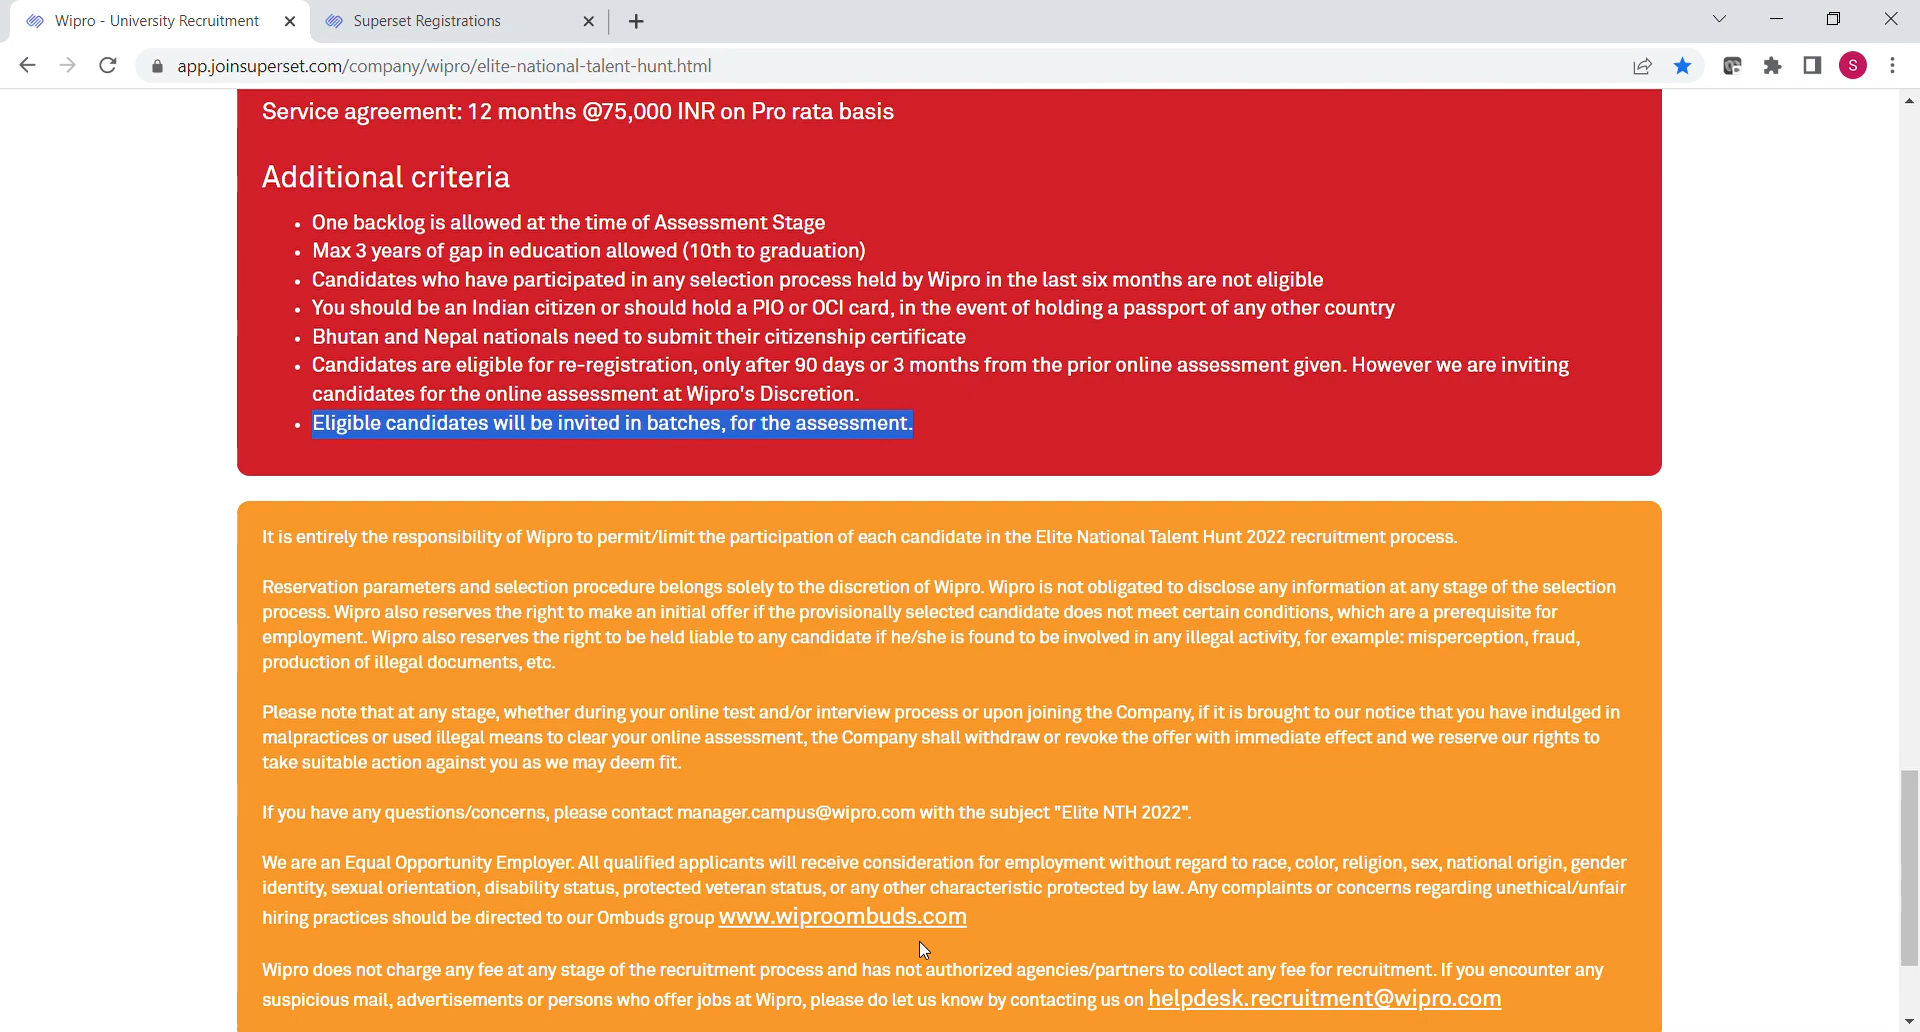 Wipro - University Recruitment
Superset Registrations
app.joinsuperset.com/company/wipro/elite-national-talent-hunt.html
S
Service agreement: 12 months @75,000 INR on Pro rata basis
Additional criteria
• One backlog is allowed at the time of Assessment Stage
• Max 3 years of gap in education allowed (10th to graduation)
• Candidates who have participated in any selection process held by Wipro in the last six months are not eligible
• You should be an Indian citizen or should hold a PIO or OCI card, in the event of holding a passport of any other country
• Bhutan and Nepal nationals need to submit their citizenship certificate
• Candidates are eligible for re-registration, only after 90 days or 3 months from the prior online assessment given. However we are inviting
candidates for the online assessment at Wipro's Discretion.
• Eligible candidates will be invited in batches, for the assessment.
It is entirely the responsibility of Wipro to permit/limit the participation of each candidate in the Elite National Talent Hunt 2022 recruitment process.
Reservation parameters and selection procedure belongs solely to the discretion of Wipro. Wipro is not obligated to disclose any information at any stage of the selection
process. Wipro also reserves the right to make an initial offer if the provisionally selected candidate does not meet certain conditions, which are a prerequisite for
employment. Wipro also reserves the right to be held liable to any candidate if he/she is found to be involved in any illegal activity, for example: misperception, fraud,
production of illegal documents, etc.
Please note that at any stage, whether during your online test and/or interview process or upon joining the Company, if it is brought to our notice that you have indulged in
malpractices or used illegal means to clear your online assessment, the Company shall withdraw or revoke the offer with immediate effect and we reserve our rights to
take suitable action against you as we may deem fit.
If you have any questions/concerns, please contact manager.campus@wipro.com with the subject "Elite NTH 2022".
We are an Equal Opportunity Employer. All qualified applicants will receive consideration for employment without regard to race, color, religion, sex, national origin, gender
identity, sexual orientation, disability status, protected veteran status, or any other characteristic protected by law. Any complaints or concerns regarding unethical/unfair
hiring practices should be directed to our Ombuds group www.wiproombuds.com
Wipro does not charge any fee at any stage of the recruitment process and has not authorized agencies/partners to collect any fee for recruitment. If you encounter any
suspicious mail, advertisements or persons who offer jobs at Wipro, please do let us know by contacting us on helpdesk.recruitment@wipro.com